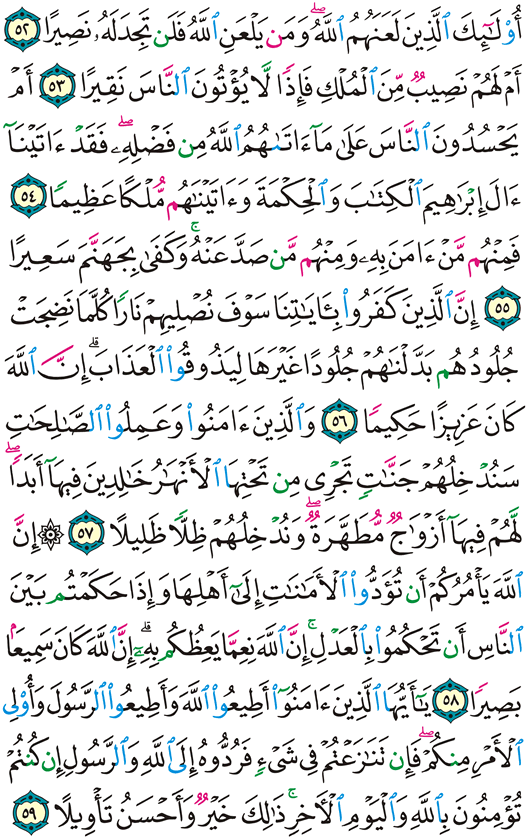 أُوْلَٰٓئِكَ ٱلَّذِينَ لَعَنَهُمُ ٱللَّهُۖ وَمَن يَلۡعَنِ ٱللَّهُ فَلَن تَجِدَ لَهُۥ نَصِيرًا ٥٢
أَمۡ لَهُمۡ نَصِيبٞ مِّنَ ٱلۡمُلۡكِ فَإِذٗا لَّا يُؤۡتُونَ ٱلنَّاسَ نَقِيرًا ٥٣ أَمۡ
يَحۡسُدُونَ ٱلنَّاسَ عَلَىٰ مَآ ءَاتَىٰهُمُ ٱللَّهُ مِن فَضۡلِهِۦۖ فَقَدۡ ءَاتَيۡنَآ
ءَالَ إِبۡرَٰهِيمَ ٱلۡكِتَٰبَ وَٱلۡحِكۡمَةَ وَءَاتَيۡنَٰهُم مُّلۡكًا عَظِيمٗا ٥٤
فَمِنۡهُم مَّنۡ ءَامَنَ بِهِۦ وَمِنۡهُم مَّن صَدَّ عَنۡهُۚ وَكَفَىٰ بِجَهَنَّمَ سَعِيرًا
٥٥ إِنَّ ٱلَّذِينَ كَفَرُواْ بِـَٔايَٰتِنَا سَوۡفَ نُصۡلِيهِمۡ نَارٗا كُلَّمَا نَضِجَتۡ
جُلُودُهُم بَدَّلۡنَٰهُمۡ جُلُودًا غَيۡرَهَا لِيَذُوقُواْ ٱلۡعَذَابَۗ إِنَّ ٱللَّهَ
كَانَ عَزِيزًا حَكِيمٗا ٥٦ وَٱلَّذِينَ ءَامَنُواْ وَعَمِلُواْ ٱلصَّٰلِحَٰتِ
سَنُدۡخِلُهُمۡ جَنَّٰتٖ تَجۡرِي مِن تَحۡتِهَا ٱلۡأَنۡهَٰرُ خَٰلِدِينَ فِيهَآ أَبَدٗاۖ
لَّهُمۡ فِيهَآ أَزۡوَٰجٞ مُّطَهَّرَةٞۖ وَنُدۡخِلُهُمۡ ظِلّٗا ظَلِيلًا ٥٧ ۞ إِنَّ
ٱللَّهَ يَأۡمُرُكُمۡ أَن تُؤَدُّواْ ٱلۡأَمَٰنَٰتِ إِلَىٰٓ أَهۡلِهَا وَإِذَا حَكَمۡتُم بَيۡنَ
ٱلنَّاسِ أَن تَحۡكُمُواْ بِٱلۡعَدۡلِۚ إِنَّ ٱللَّهَ نِعِمَّا يَعِظُكُم بِهِۦٓۗ إِنَّ ٱللَّهَ كَانَ سَمِيعَۢا
بَصِيرٗا ٥٨ يَٰٓأَيُّهَا ٱلَّذِينَ ءَامَنُوٓاْ أَطِيعُواْ ٱللَّهَ وَأَطِيعُواْ ٱلرَّسُولَ وَأُوْلِي
ٱلۡأَمۡرِ مِنكُمۡۖ فَإِن تَنَٰزَعۡتُمۡ فِي شَيۡءٖ فَرُدُّوهُ إِلَى ٱللَّهِ وَٱلرَّسُولِ إِن كُنتُمۡ
تُؤۡمِنُونَ بِٱللَّهِ وَٱلۡيَوۡمِ ٱلۡأٓخِرِۚ ذَٰلِكَ خَيۡرٞ وَأَحۡسَنُ تَأۡوِيلًا ٥٩